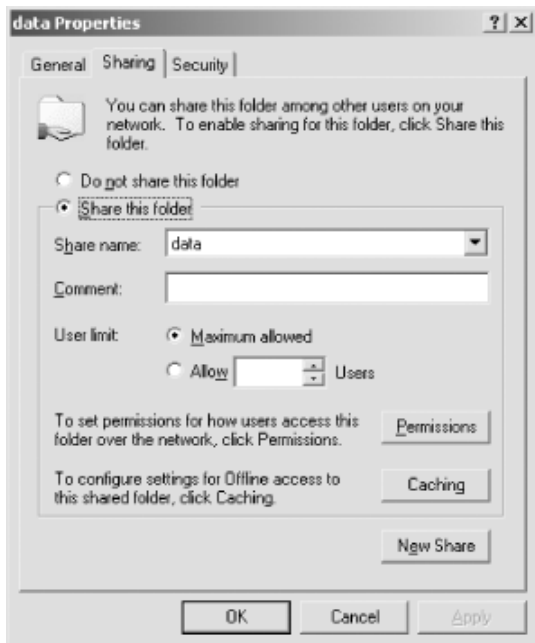 data Properties
General Sharing Security
You can share this folder among other users on your
network. To enable sharing for this folder, click Share this
folder.
Do not share this folder
Share this folder
Share name: data
Comment:
User limit: Maximum allowed
Allow Users
To set permissions for how users access this
folder over the network, click Permissions.
Permissions
To configure settings for Offline access to
this shared folder, click Caching.
Caching
New Share
OK Cancel Apply